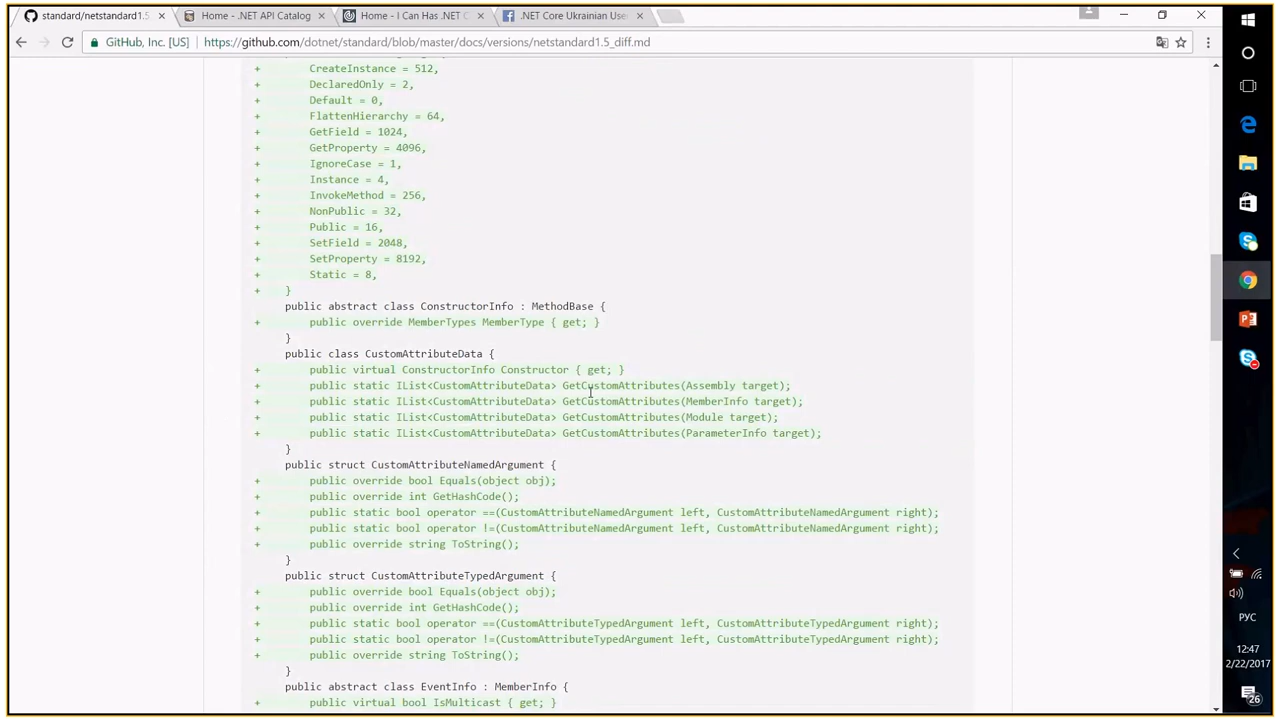 standard/netstandard1.5
Home - .NET API Catalog
Home - I Can Has .NET C
.NET Core Ukrainian Use
GitHub, Inc. [US]
https://github.com/dotnet/standard/blob/master/docs/versions/netstandard1.5_diff.md
+ CreateInstance = 512,
+ DeclaredOnly = 2,
+ Default = 0,
+ FlattenHierarchy = 64,
+ GetField = 1024,
+ GetProperty = 4096,
+ IgnoreCase = 1,
+ Instance = 4,
+ InvokeMethod = 256,
+ NonPublic = 32,
+ Public = 16,
+ SetField = 2048,
+ SetProperty = 8192,
+ Static = 8,
+ }
public abstract class ConstructorInfo : MethodBase {
+ public override MemberTypes MemberType { get; }
}
public class CustomAttributeData {
+ public virtual ConstructorInfo Constructor { get; }
+ public static IList<CustomAttributeData> GetCustomAttributes(Assembly target);
+ public static IList<CustomAttributeData> GetCustomAttributes(MemberInfo target);
+ public static IList<CustomAttributeData> GetCustomAttributes(Module target);
+ public static IList<CustomAttributeData> GetCustomAttributes(ParameterInfo target);
}
public struct CustomAttributeNamedArgument {
+ public override bool Equals(object obj);
+ public override int GetHashCode();
+ public static bool operator ==(CustomAttributeNamedArgument left, CustomAttributeNamedArgument right);
+ public static bool operator !=(CustomAttributeNamedArgument left, CustomAttributeNamedArgument right);
+ public override string ToString();
}
public struct CustomAttributeTypedArgument {
+ public override bool Equals(object obj);
+ public override int GetHashCode();
+ public static bool operator ==(CustomAttributeTypedArgument left, CustomAttributeTypedArgument right);
+ public static bool operator !=(CustomAttributeTypedArgument left, CustomAttributeTypedArgument right);
+ public override string ToString();
}
public abstract class EventInfo : MemberInfo {
+ public virtual bool IsMulticast { get; }
РУС
12:47
2/22/2017
26